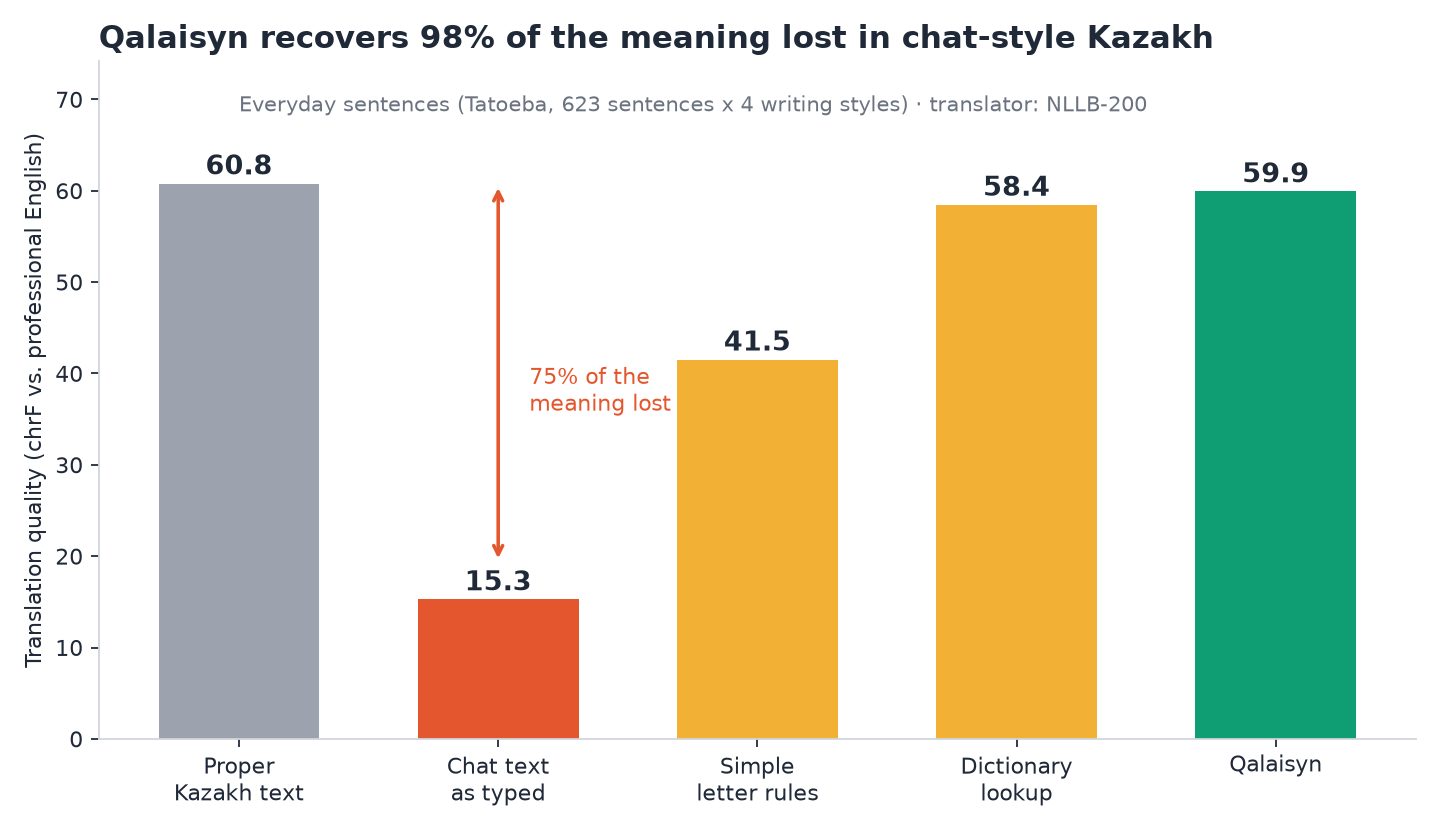 Qalaisyn recovers 98% of the meaning lost in chat-style Kazakh
Everyday sentences (Tatoeba, 623 sentences x 4 writing styles) · translator: NLLB-200
Translation quality (chrF vs. professional English)
70
60
50
40
30
20
10
0
60.8
15.3
41.5
58.4
59.9
75% of the
meaning lost
Proper
Kazakh text
Chat text
as typed
Simple
letter rules
Dictionary
lookup
Qalaisyn